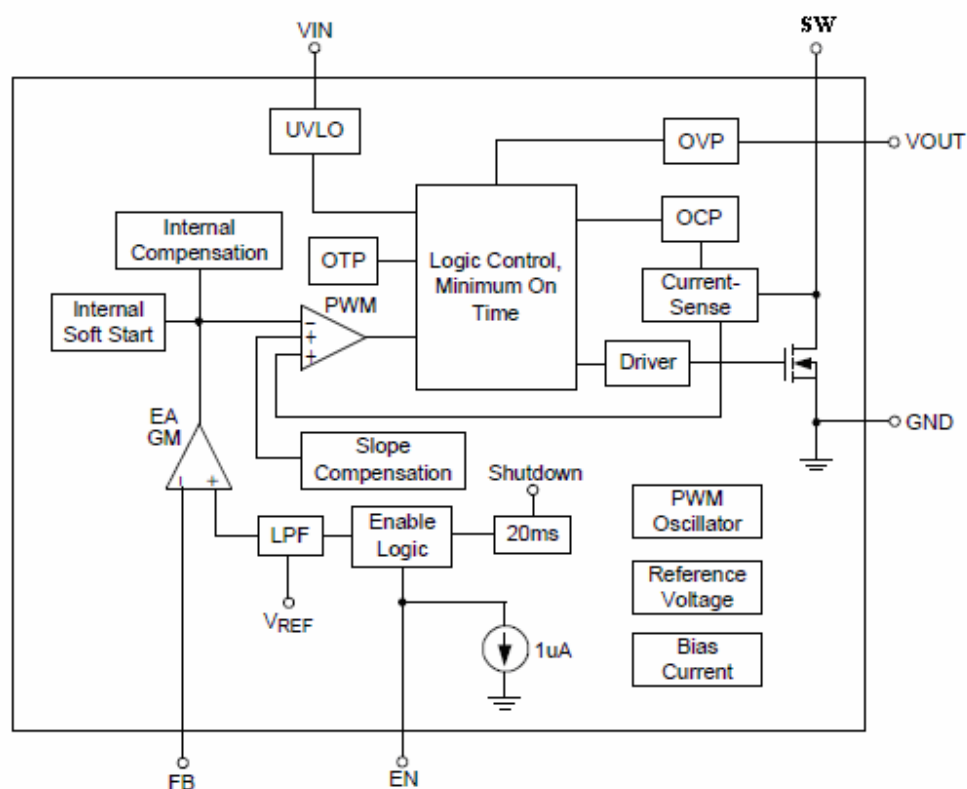 VIN
SW
UVLO
OVP
VOUT
Internal
Compensation
OTP
Logic Control,
Minimum On
Time
OCP
Current-
Sense
Internal
Soft Start
PWM
−
+
+
Driver
EA
GM
−
+
GND
Slope
Compensation
Shutdown
PWM
Oscillator
LPF
Enable
Logic
20ms
Reference
Voltage
VREF
1uA
Bias
Current
FB
EN